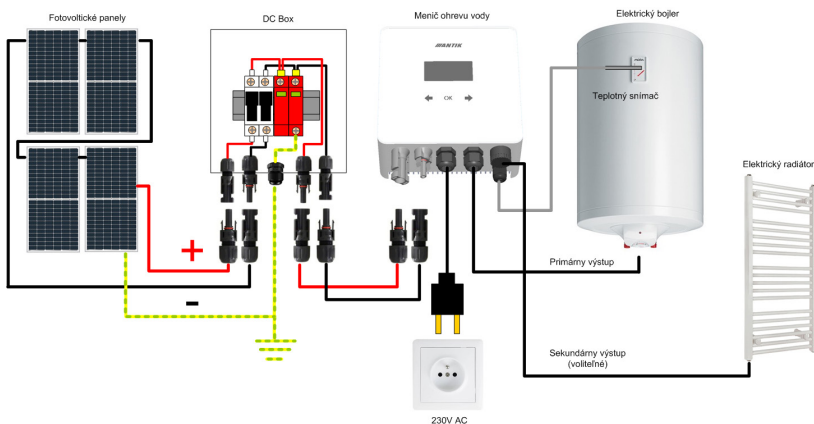 Fotovoltické panely
DC Box
Menič ohrevu vody
Elektrický bojler
ANTIK
OK
Teplotný snímač
Elektrický radiátor
+
-
Primárny výstup
Sekundárny výstup
(voliteľné)
230V AC